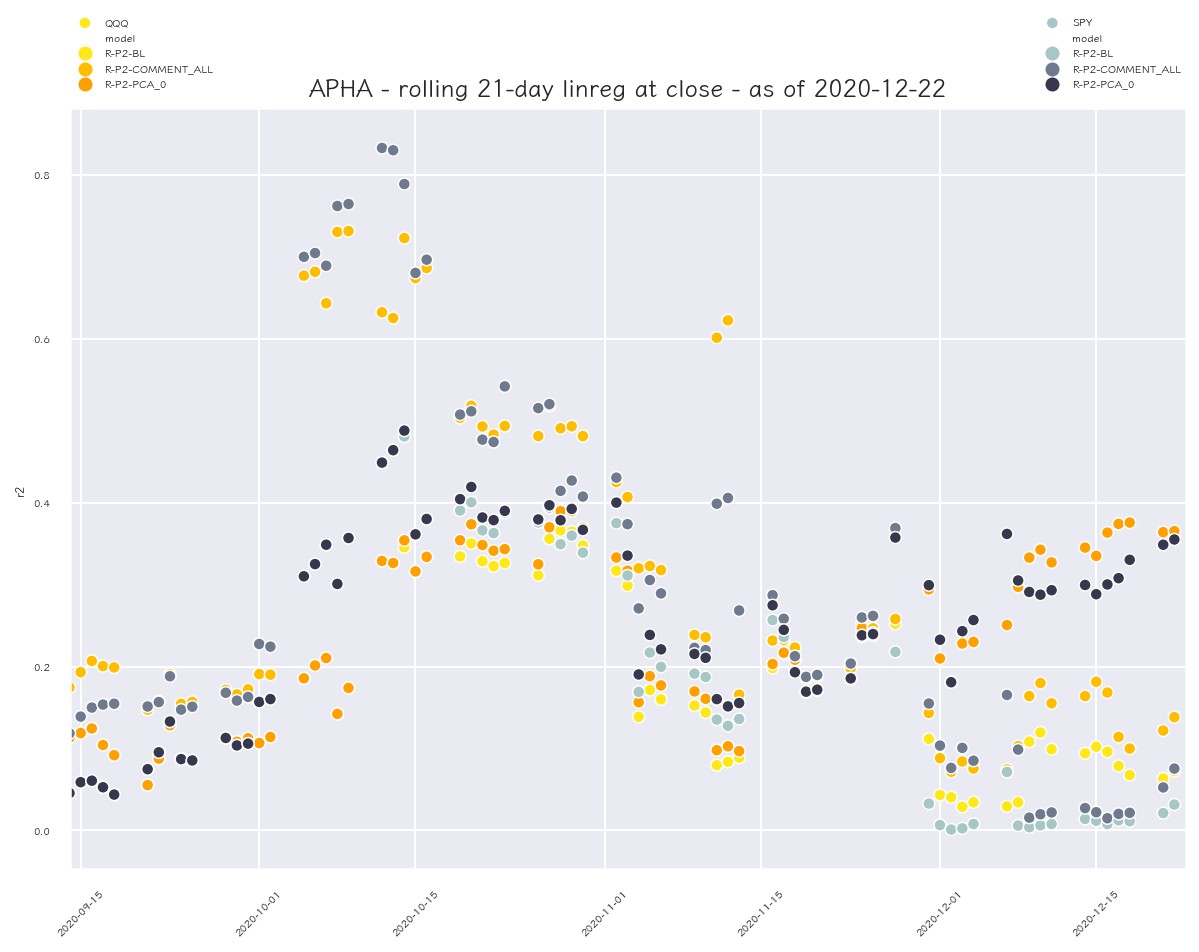 QQQ
model
R-P2-BL
R-P2-COMMENT_ALL
R-P2-PCA_0
SPY
model
R-P2-BL
R-P2-COMMENT_ALL
R-P2-PCA_0
APHA - rolling 21-day linreg at close - as of 2020-12-22
r2
0.8
0.6
0.4
0.2
0.0
2020-09-15
2020-10-01
2020-10-15
2020-11-01
2020-11-15
2020-12-01
2020-12-15